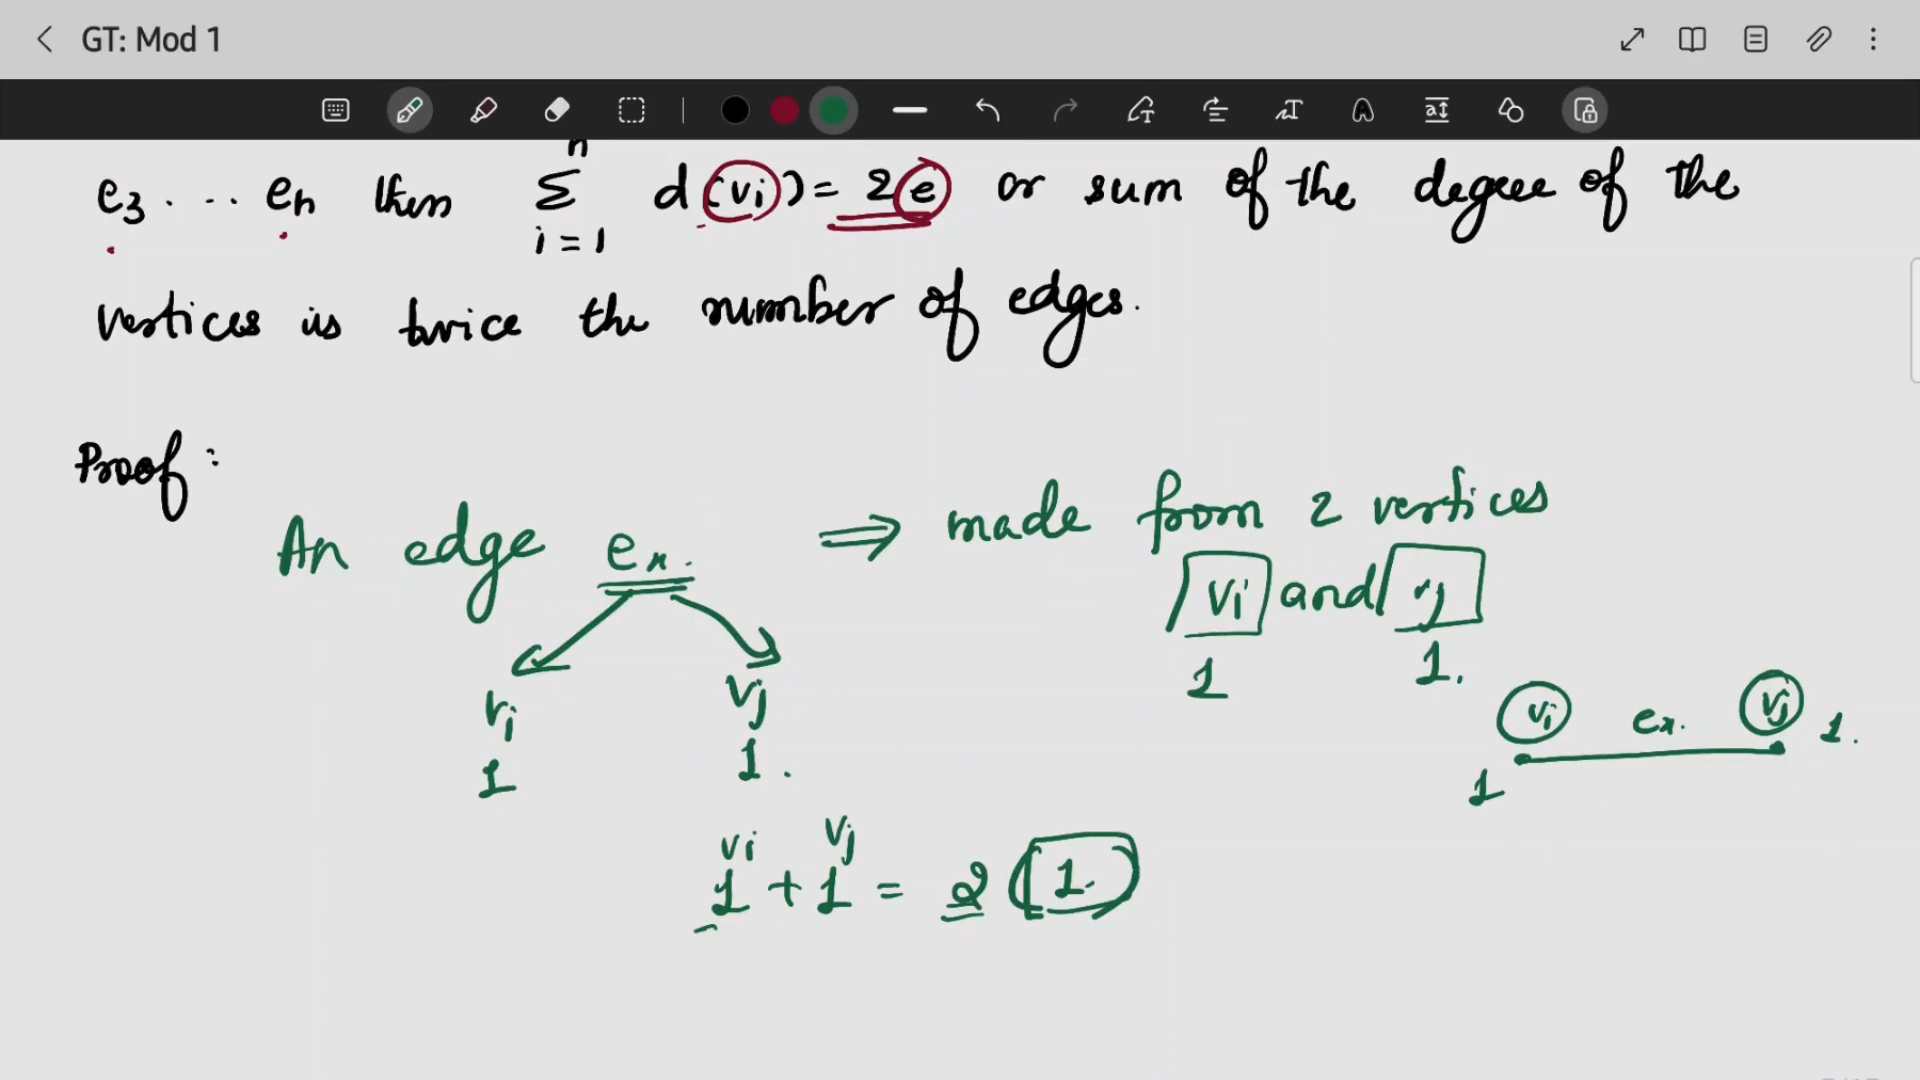 GT: Mod 1
n
e3 . ... en then Σ d(vi) = 2e or sum of the degree of the
i = 1
vertices is twice the number of edges.
Proof:
An edge ex. ⇒ made from 2 vertices
vi and vj
1 1.
vi vj
1 1.
vi ex. vj 1.
1
vi vj
1 + 1 = 2 (1.)